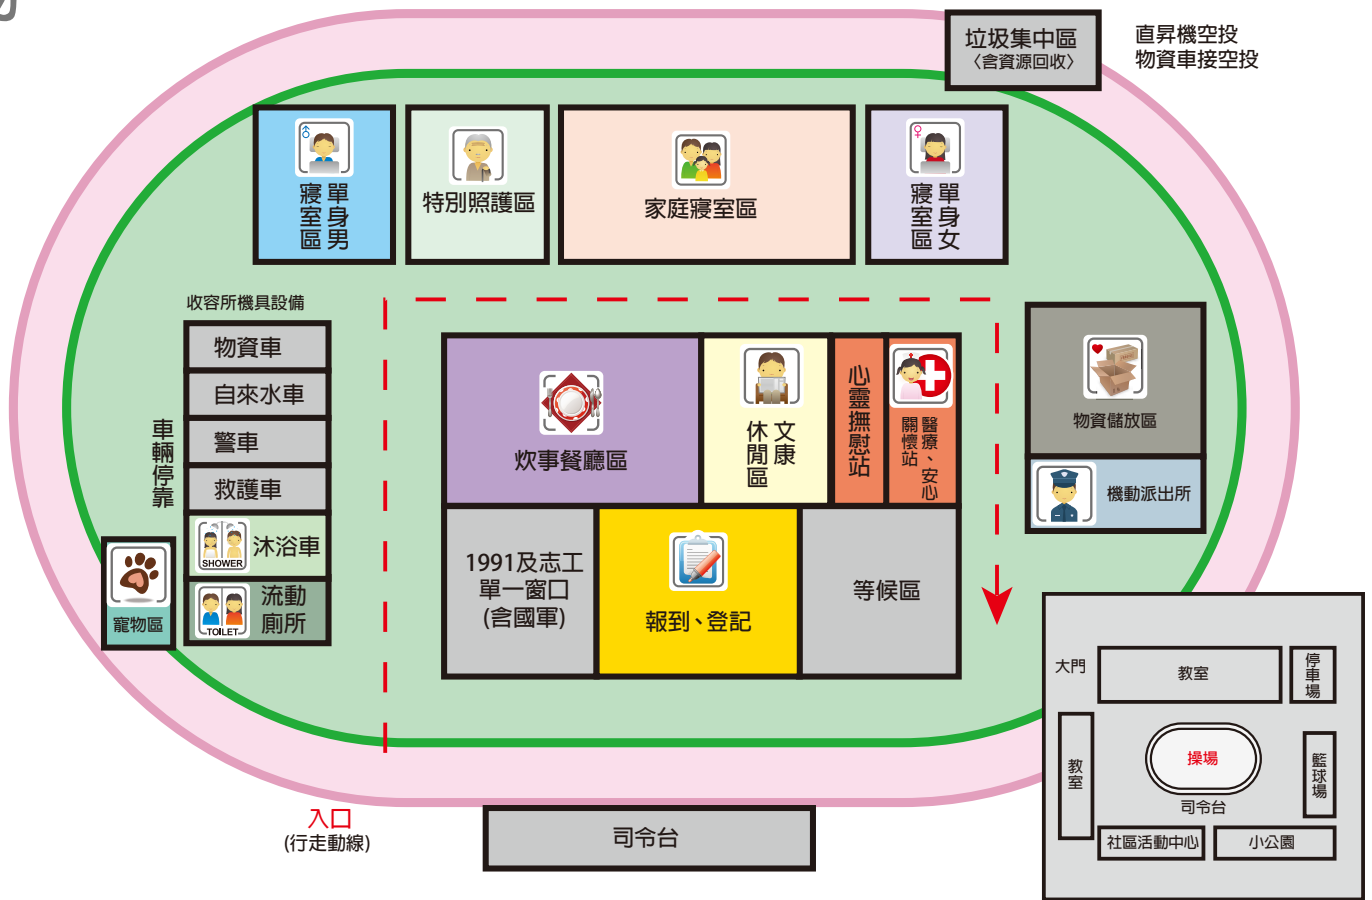 垃圾集中區
〈含資源回收〉
直昇機空投
物資車接空投
單身男
寢室區
特別照護區
家庭寢室區
單身女
寢室區
收容所機具設備
物資車
自來水車
警車
救護車
SHOWER
沐浴車
TOILET
流動
廁所
車輛停靠
寵物區
炊事餐廳區
文康
休閒區
心靈撫慰站
醫療、安心
關懷站
1991及志工
單一窗口
(含國軍)
報到、登記
等候區
物資儲放區
機動派出所
入口
(行走動線)
司令台
大門
教室
停車場
教室
操場
籃球場
司令台
社區活動中心
小公園